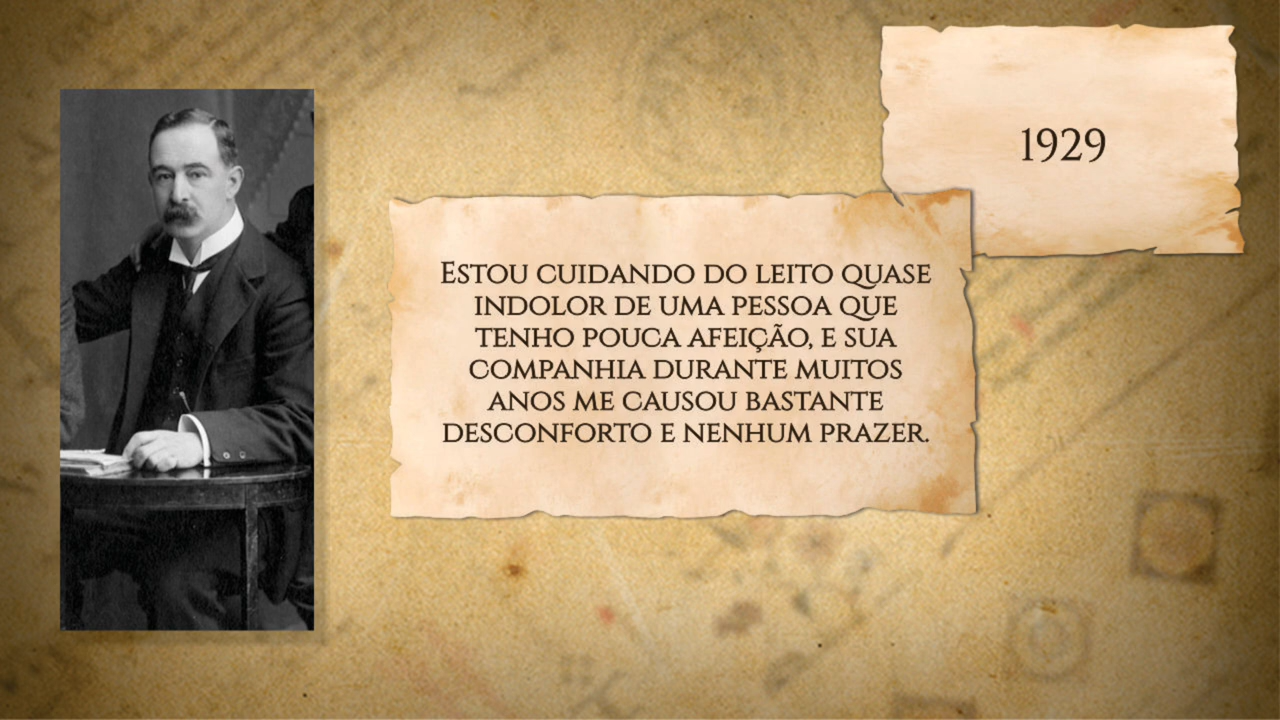 1929
Estou cuidando do leito quase
indolor de uma pessoa que
tenho pouca afeição, e sua
companhia durante muitos
anos me causou bastante
desconforto e nenhum prazer.